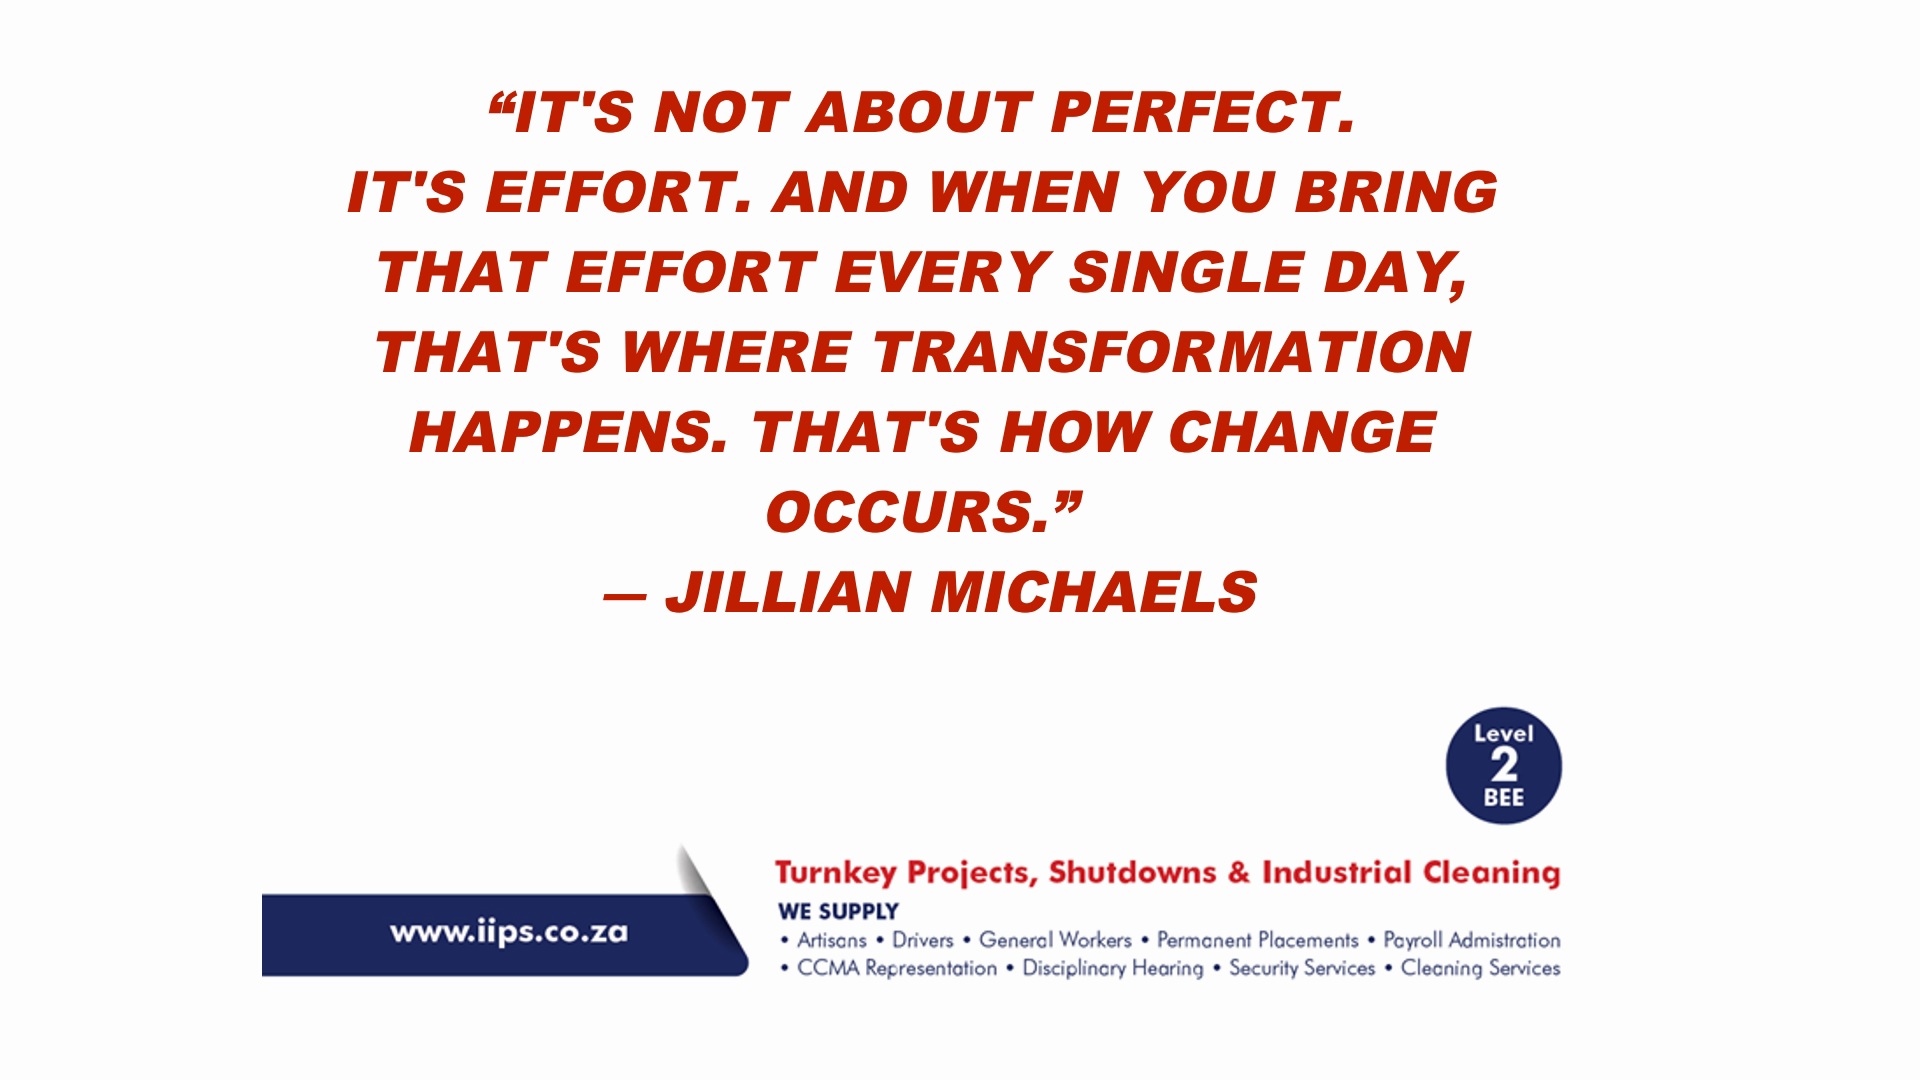 “IT'S NOT ABOUT PERFECT.
IT'S EFFORT. AND WHEN YOU BRING
THAT EFFORT EVERY SINGLE DAY,
THAT'S WHERE TRANSFORMATION
HAPPENS. THAT'S HOW CHANGE
OCCURS.”
— JILLIAN MICHAELS
Level
2
BEE
www.iips.co.za
Turnkey Projects, Shutdowns & Industrial Cleaning
WE SUPPLY
• Artisans • Drivers • General Workers • Permanent Placements • Payroll Admistration
• CCMA Representation • Disciplinary Hearing • Security Services • Cleaning Services